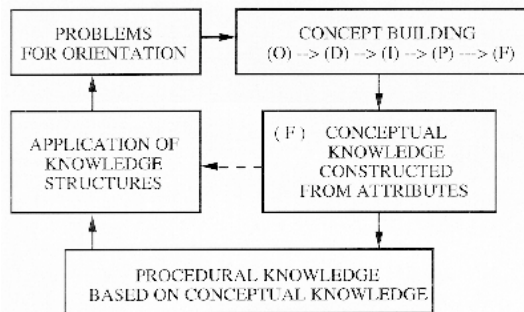 PROBLEMS
FOR ORIENTATION
CONCEPT BUILDING
(O) --> (D) --> (I) --> (P) ---> (F)
APPLICATION OF
KNOWLEDGE
STRUCTURES
( F ) CONCEPTUAL
KNOWLEDGE
CONSTRUCTED
FROM ATTRIBUTES
PROCEDURAL KNOWLEDGE
BASED ON CONCEPTUAL KNOWLEDGE